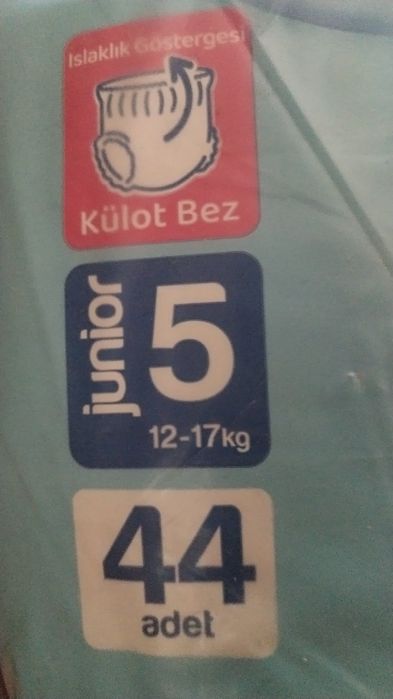 Islaklık Göstergesi
Külot Bez
junior
5
12-17kg
44
adet